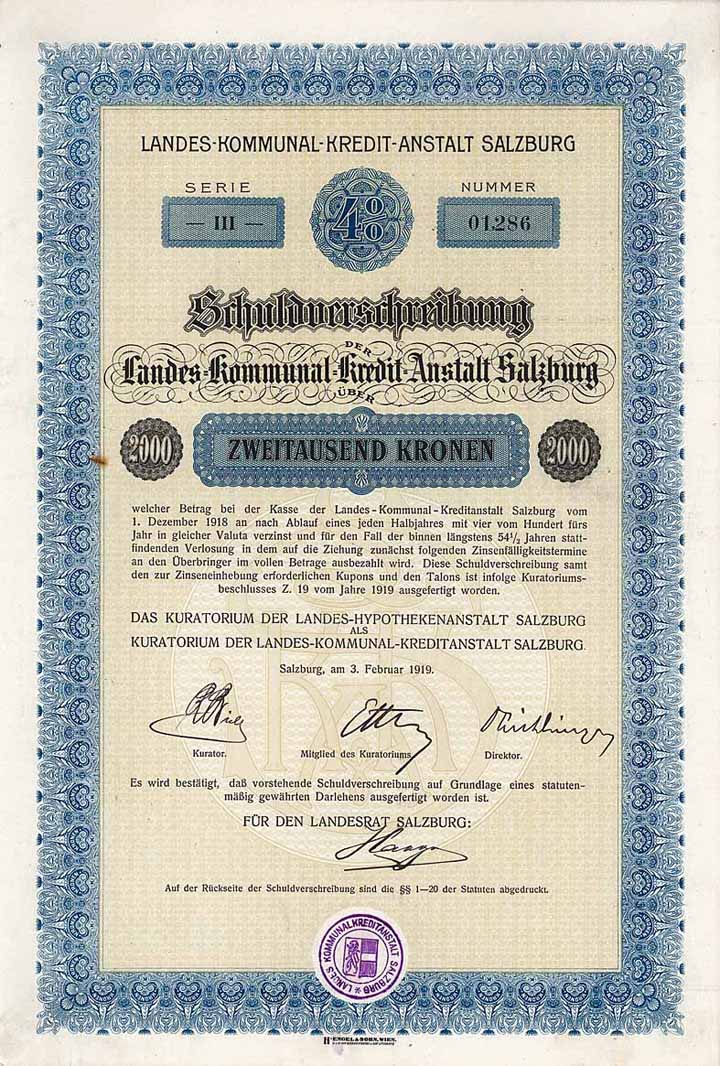 LANDES-KOMMUNAL-KREDIT-ANSTALT SALZBURG
SERIE
NUMMER
— III —
4%
01,286
Schuldverschreibung
DER
Landes-Kommunal-Kredit-Anstalt Salzburg
ÜBER
2000
ZWEITAUSEND KRONEN
2000
welcher Betrag bei der Kasse der Landes-Kommunal-Kreditanstalt Salzburg vom
1. Dezember 1918 an nach Ablauf eines jeden Halbjahres mit vier vom Hundert fürs
Jahr in gleicher Valuta verzinst und für den Fall der binnen längstens 54½ Jahren statt-
findenden Verlosung in dem auf die Ziehung zunächst folgenden Zinsenfälligkeitstermine
an den Überbringer im vollen Betrage ausbezahlt wird. Diese Schuldverschreibung samt
den zur Zinseneinhebung erforderlichen Kupons und den Talons ist infolge Kuratoriums-
beschlusses Z. 19 vom Jahre 1919 ausgefertigt worden.
DAS KURATORIUM DER LANDES-HYPOTHEKENANSTALT SALZBURG
ALS
KURATORIUM DER LANDES-KOMMUNAL-KREDITANSTALT SALZBURG.
Salzburg, am 3. Februar 1919.
Kurator.
Mitglied des Kuratoriums.
Direktor.
Es wird bestätigt, daß vorstehende Schuldverschreibung auf Grundlage eines statuten-
mäßig gewährten Darlehens ausgefertigt worden ist.
FÜR DEN LANDESRAT SALZBURG:
Auf der Rückseite der Schuldverschreibung sind die §§ 1—20 der Statuten abgedruckt.
LANDES KOMMUNALKREDITANSTALT SALZBURG
ENGEL & SOHN, WIEN.